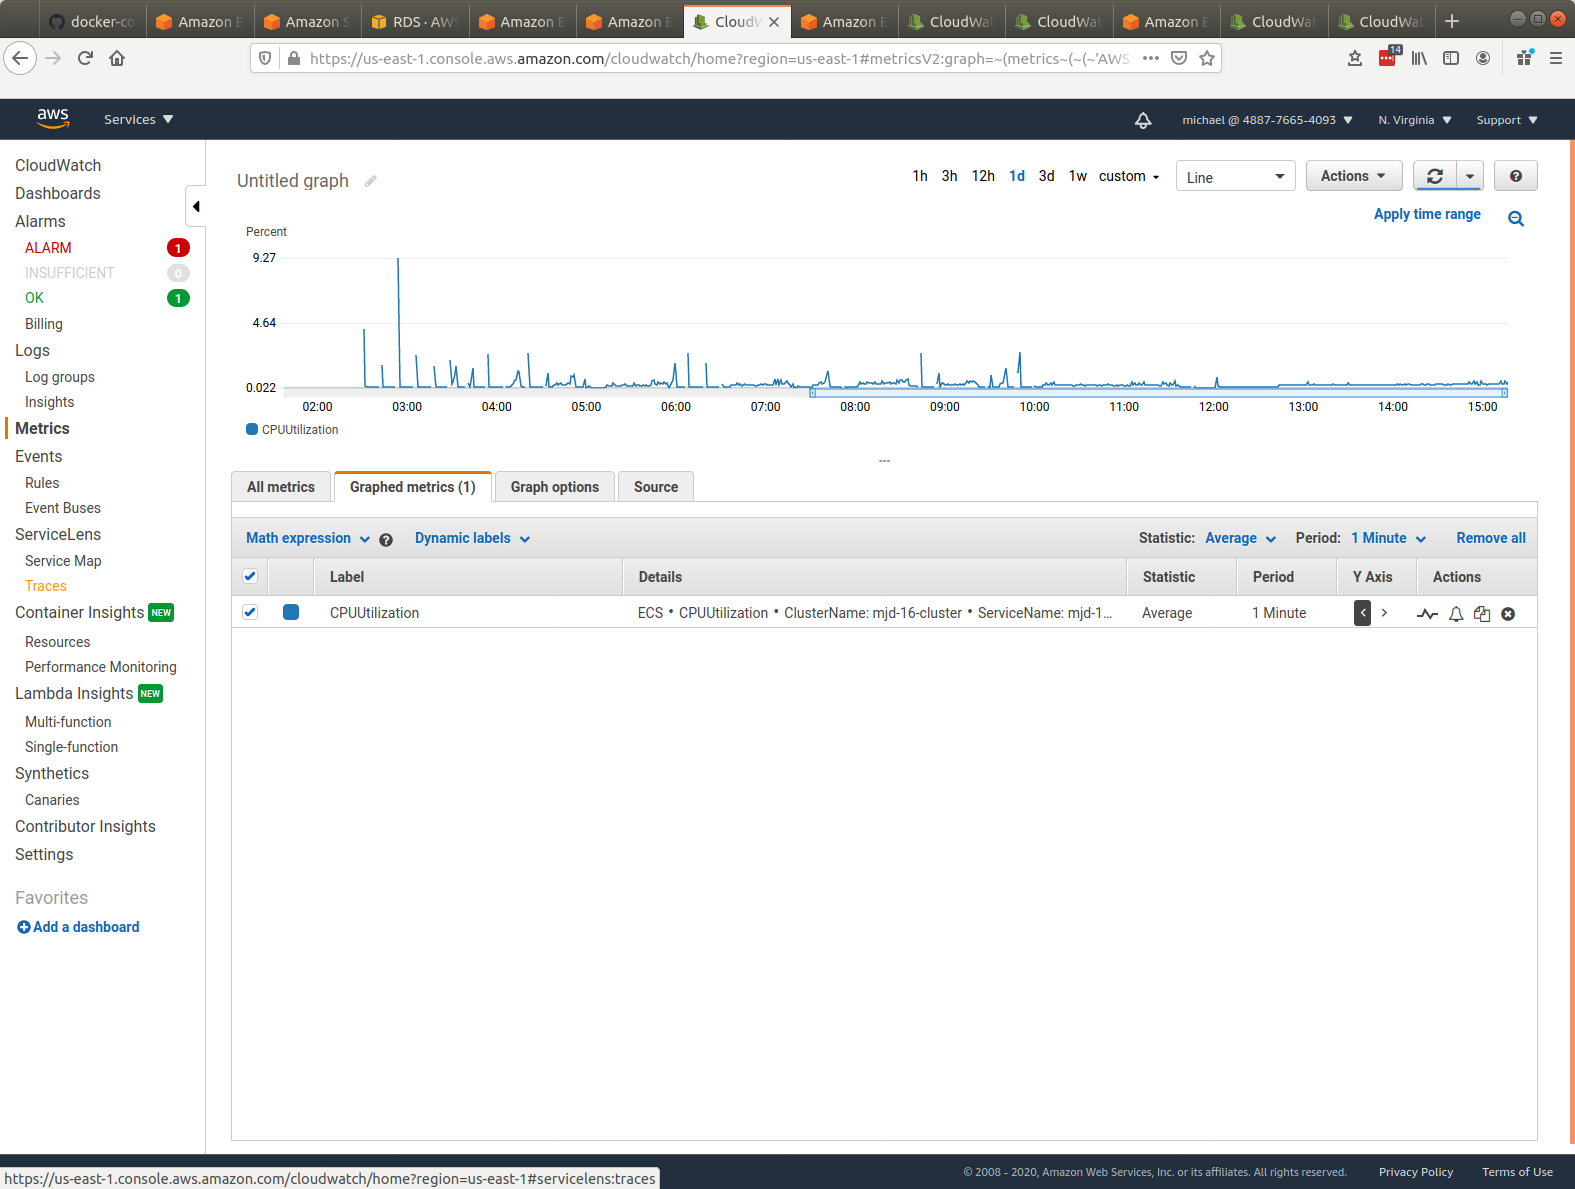 docker-co
Amazon E
Amazon S
RDS · AWS
Amazon E
Amazon E
CloudW
Amazon E
CloudWat
CloudWat
Amazon E
CloudWat
CloudWat
https://us-east-1.console.aws.amazon.com/cloudwatch/home?region=us-east-1#metricsV2:graph=~(metrics~(~(~'AWS
14
aws
Services
michael @ 4887-7665-4093
N. Virginia
Support
CloudWatch
Dashboards
Alarms
ALARM 1
INSUFFICIENT 0
OK 1
Billing
Logs
Log groups
Insights
Metrics
Events
Rules
Event Buses
ServiceLens
Service Map
Traces
Container Insights NEW
Resources
Performance Monitoring
Lambda Insights NEW
Multi-function
Single-function
Synthetics
Canaries
Contributor Insights
Settings
Favorites
Add a dashboard
Untitled graph
1h 3h 12h 1d 3d 1w custom
Line
Actions
?
Apply time range
Percent
9.27
4.64
0.022
02:00 03:00 04:00 05:00 06:00 07:00 08:00 09:00 10:00 11:00 12:00 13:00 14:00 15:00
CPUUtilization
All metrics
Graphed metrics (1)
Graph options
Source
Math expression ?
Dynamic labels
Statistic: Average
Period: 1 Minute
Remove all
Label Details Statistic Period Y Axis Actions
CPUUtilization ECS • CPUUtilization • ClusterName: mjd-16-cluster • ServiceName: mjd-1... Average 1 Minute < >
© 2008 - 2020, Amazon Web Services, Inc. or its affiliates. All rights reserved.
Privacy Policy
Terms of Use
https://us-east-1.console.aws.amazon.com/cloudwatch/home?region=us-east-1#servicelens:traces